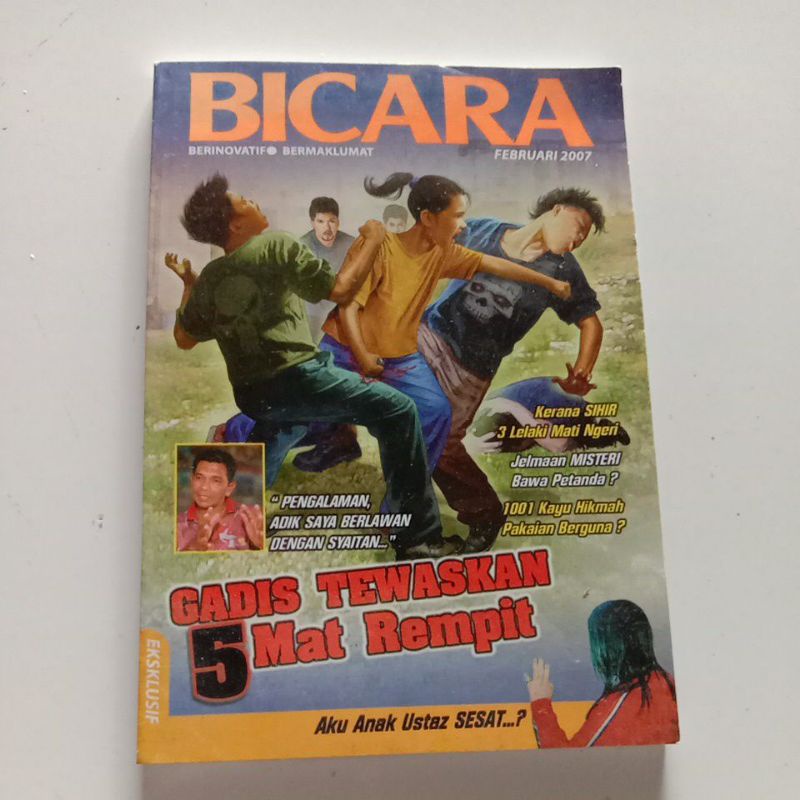 BICARA
BERINOVATIF● BERMAKLUMAT
FEBRUARI 2007
Kerana SIHIR
3 Lelaki Mati Ngeri
Jelmaan MISTERI
Bawa Petanda ?
1001 Kayu Hikmah
Pakaian Berguna ?
“ PENGALAMAN,
ADIK SAYA BERLAWAN
DENGAN SYAITAN...”
GADIS TEWASKAN
5 Mat Rempit
EKSKLUSIF
Aku Anak Ustaz SESAT...?